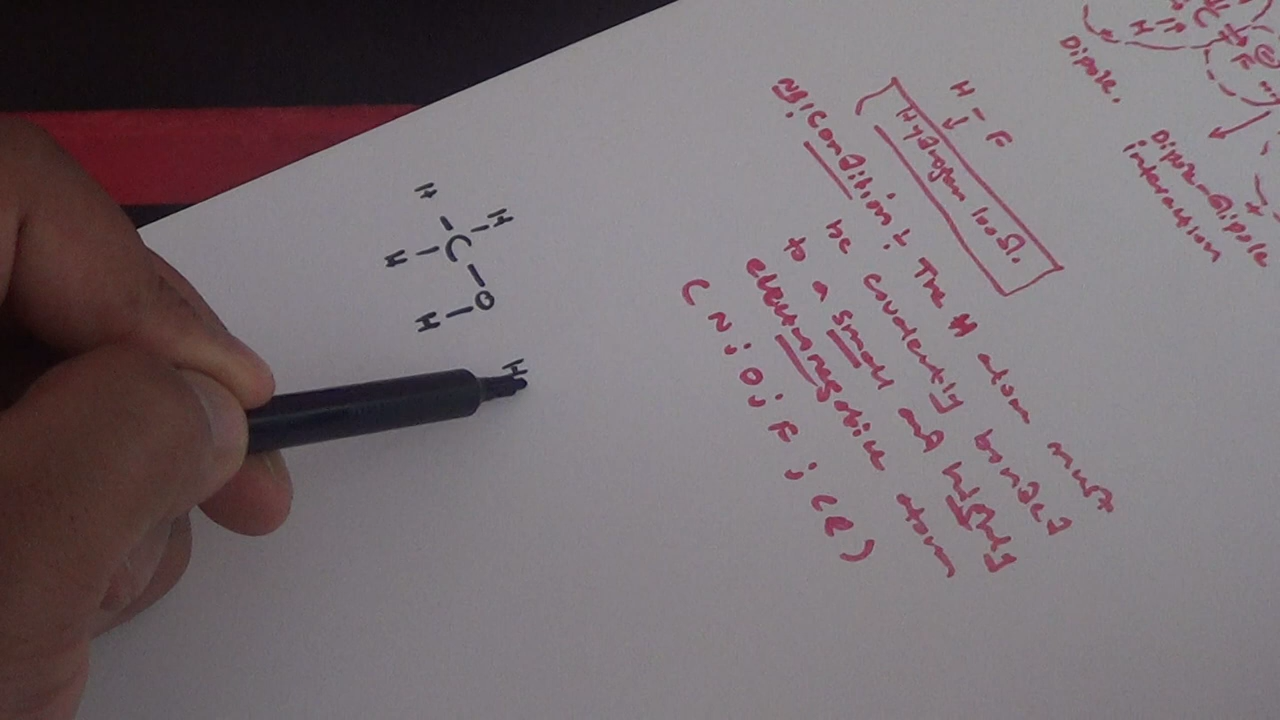 C
F
Dipole.
Dipole-Dipole
interaction
H - F
Hydrogen bond.
NB: Condition: The H atom must
be covalently bonded
to a small and highly
electronegative atom
( N ; O ; F ; Cl )
H
H - C - O - H
H
H